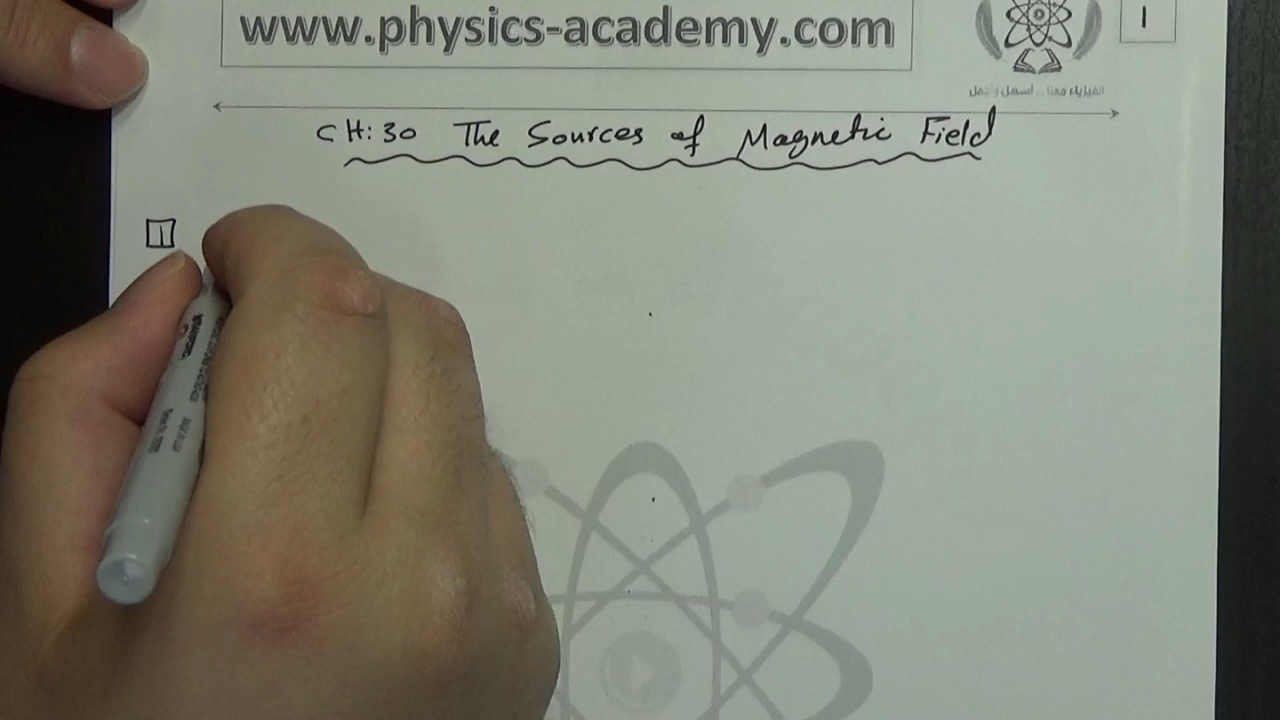 www.physics-academy.com
1
الفيزياء معنا ... أسهل وأجمل
CH: 30 The Sources of Magnetic Field
1